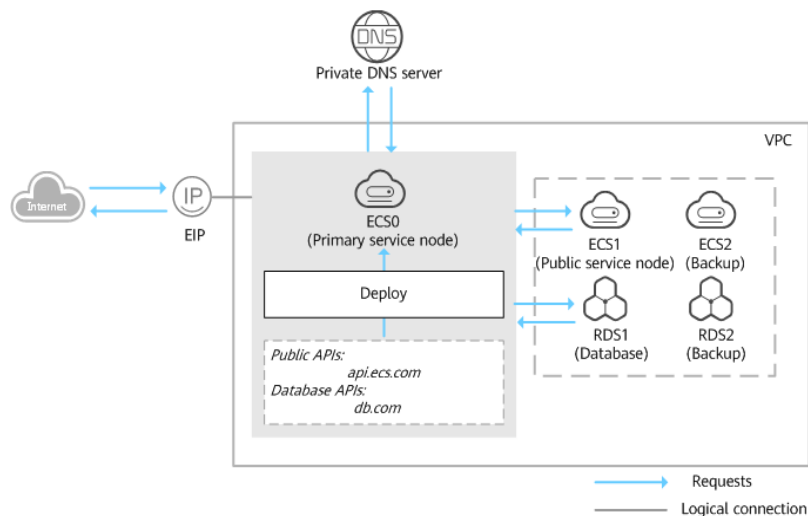 DNS
Private DNS server
VPC
Internet
IP
EIP
ECS0
(Primary service node)
ECS1
(Public service node)
ECS2
(Backup)
Deploy
RDS1
(Database)
RDS2
(Backup)
Public APIs:
api.ecs.com
Database APIs:
db.com
Requests
Logical connection